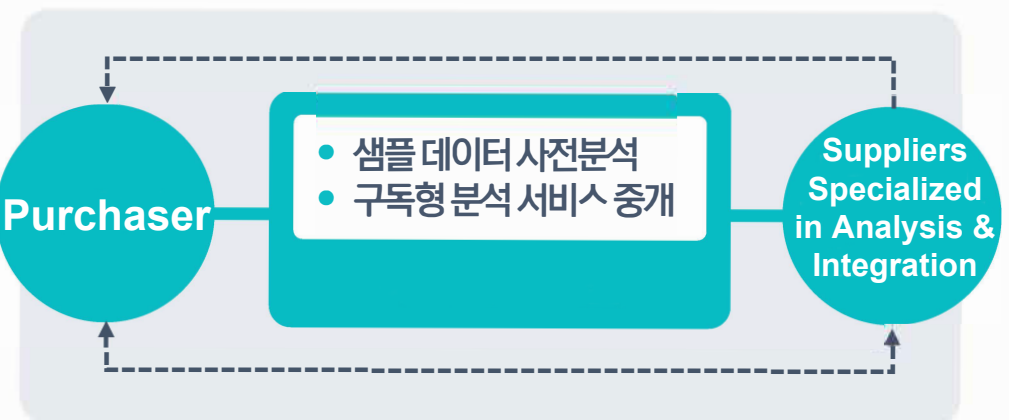 샘플 데이터 사전분석
구독형 분석 서비스 중개
Purchaser
Suppliers
Specialized
in Analysis &
Integration